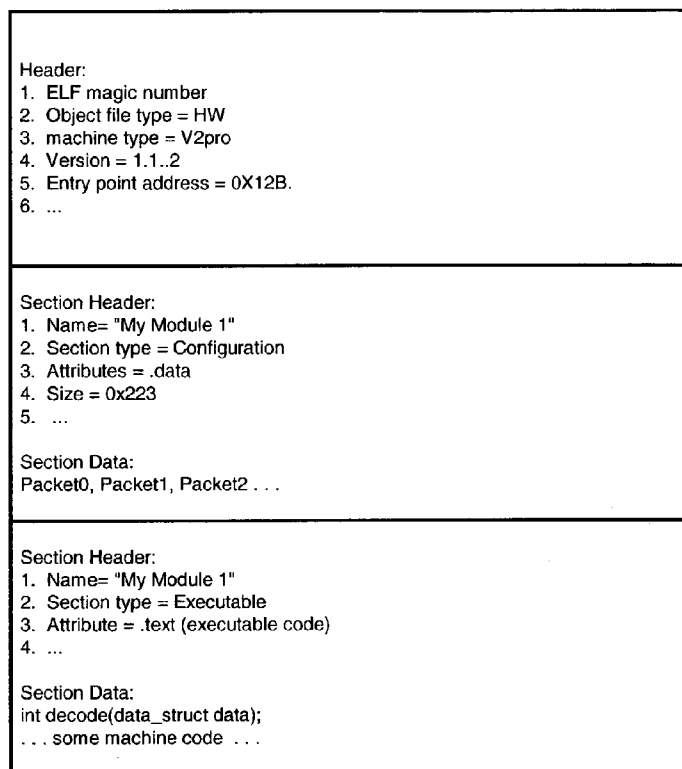 Header:
1. ELF magic number
2. Object file type = HW
3. machine type = V2pro
4. Version = 1.1..2
5. Entry point address = 0X12B.
6. ...
Section Header:
1. Name= "My Module 1"
2. Section type = Configuration
3. Attributes = .data
4. Size = 0x223
5. ...
Section Data:
Packet0, Packet1, Packet2 . . .
Section Header:
1. Name= "My Module 1"
2. Section type = Executable
3. Attribute = .text (executable code)
4. ...
Section Data:
int decode(data_struct data);
. . . some machine code . . .